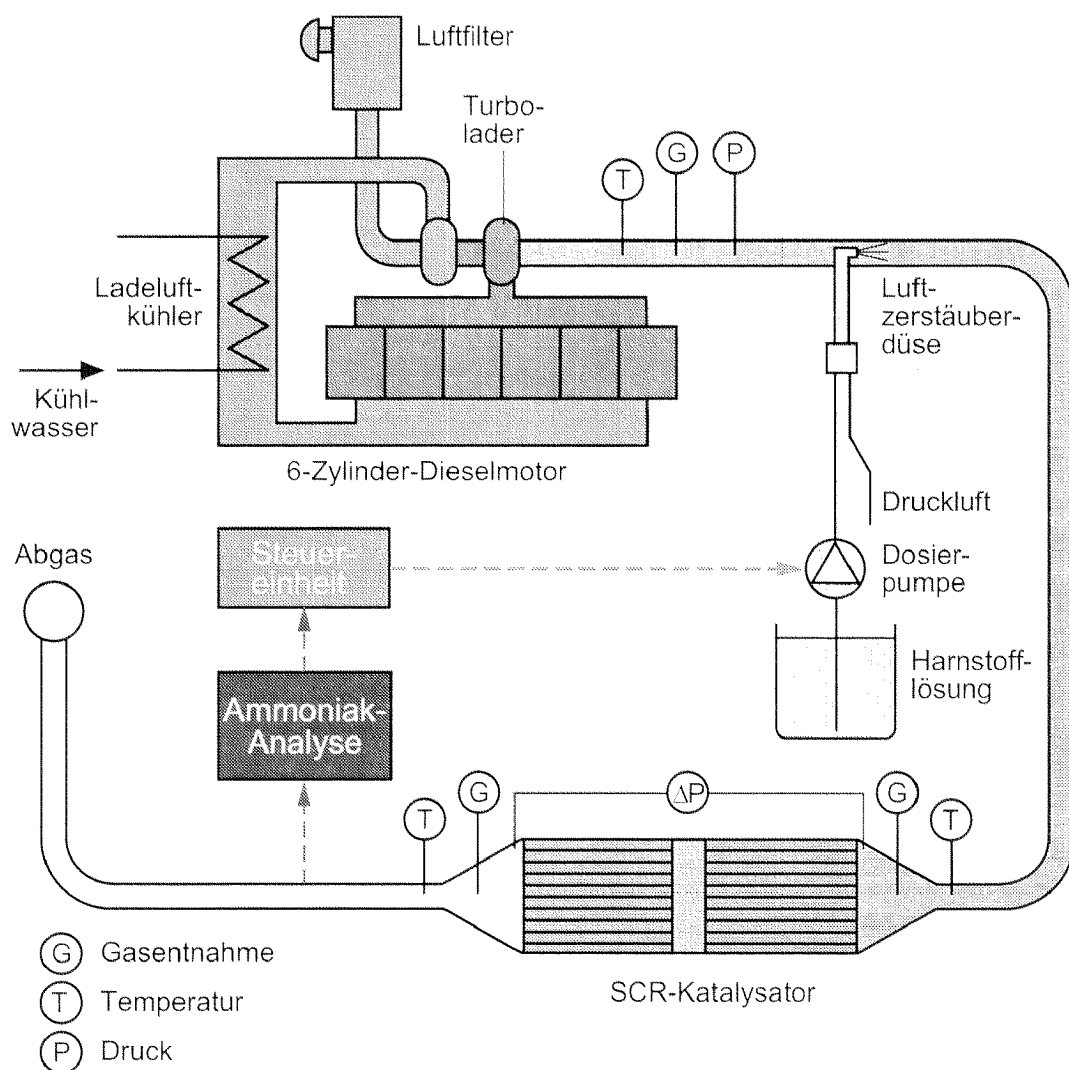 Luftfilter
Turbo-
lader
T
G
P
Ladeluft-
kühler
Kühl-
wasser
Luft-
zerstäuber-
düse
6-Zylinder-Dieselmotor
Druckluft
Abgas
Steuer-
einheit
Dosier-
pumpe
Harnstoff-
lösung
Ammoniak-
Analyse
T
G
ΔP
G
T
SCR-Katalysator
G Gasentnahme
T Temperatur
P Druck